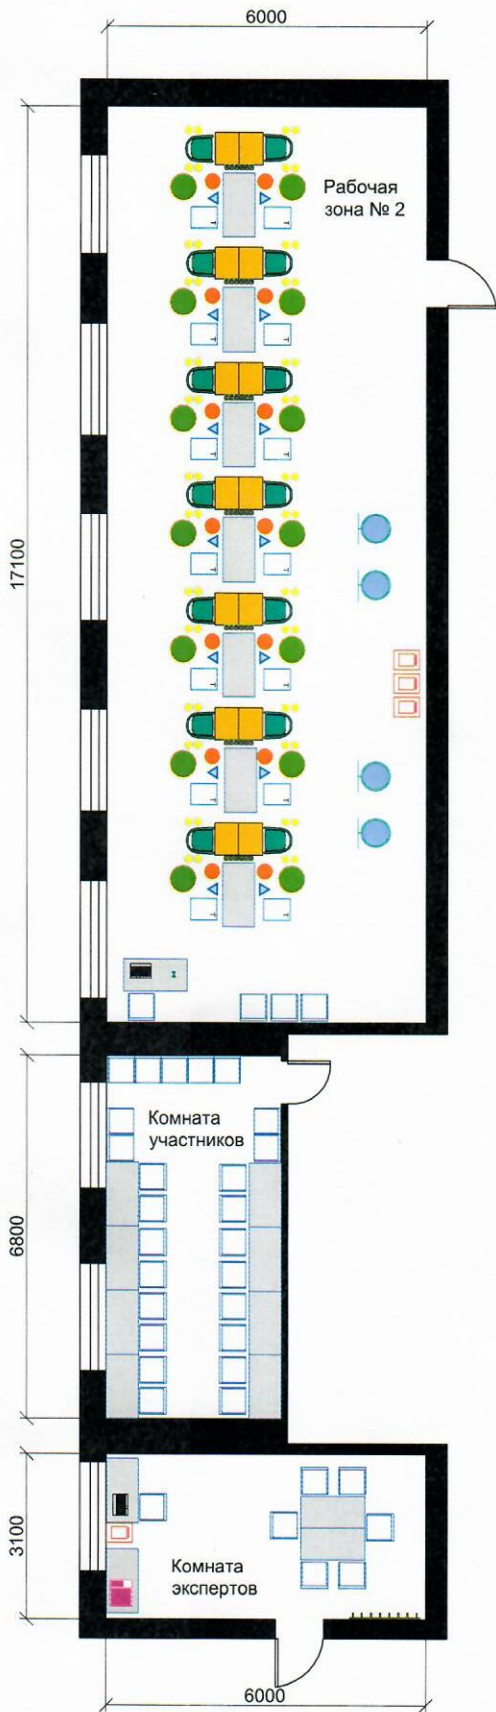 6000
Рабочая
зона № 2
17100
Комната
участников
6800
3100
Комната
экспертов
6000